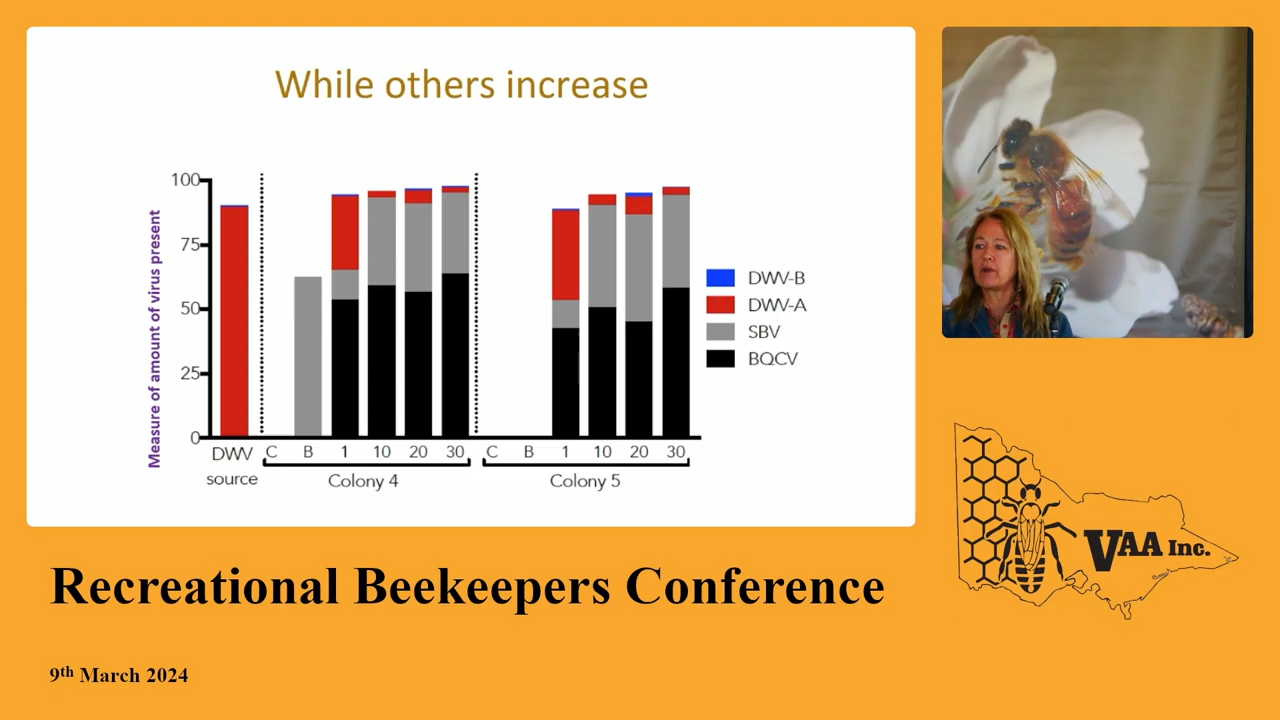 While others increase
Measure of amount of virus present
100
75
50
25
0
DWV
source
C B 1 10 20 30
Colony 4
C B 1 10 20 30
Colony 5
DWV-B
DWV-A
SBV
BQCV
VAA Inc.
Recreational Beekeepers Conference
9th March 2024